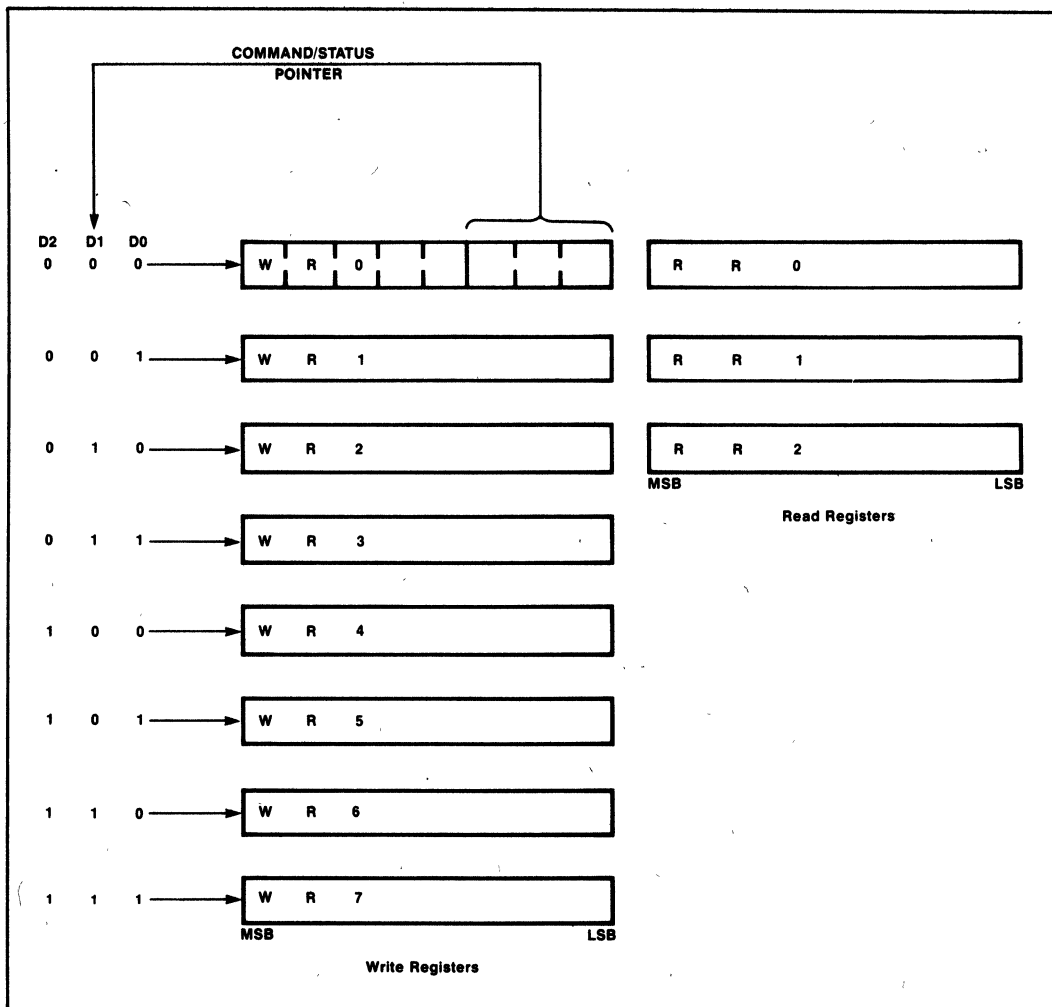 COMMAND/STATUS
POINTER
D2 D1 D0
0 0 0 W R 0 R R 0
0 0 1 W R 1 R R 1
0 1 0 W R 2 R R 2
MSB LSB
Read Registers
0 1 1 W R 3
1 0 0 W R 4
1 0 1 W R 5
1 1 0 W R 6
1 1 1 W R 7
MSB LSB
Write Registers